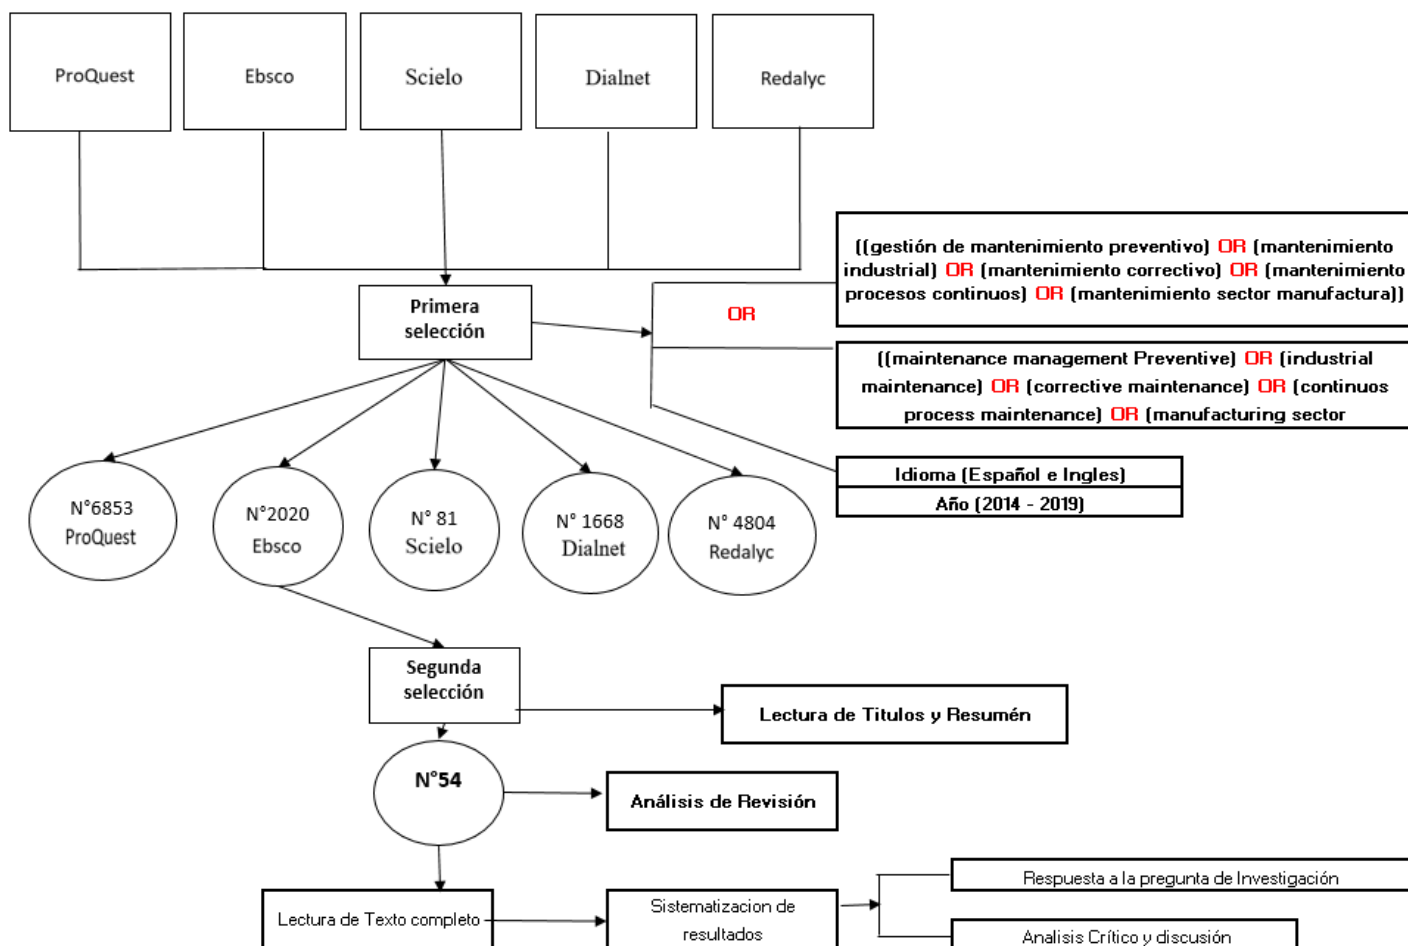 ProQuest
Ebsco
Scielo
Dialnet
Redalyc
((gestión de mantenimiento preventivo) OR (mantenimiento
industrial) OR (mantenimiento correctivo) OR (mantenimiento
procesos continuos) OR (mantenimiento sector manufactura))
Primera
selección
OR
((maintenance management Preventive) OR (industrial
maintenance) OR (corrective maintenance) OR (continuos
process maintenance) OR (manufacturing sector
Idioma (Español e Ingles)
Año (2014 - 2019)
N°6853
ProQuest
N°2020
Ebsco
N° 81
Scielo
N° 1668
Dialnet
N° 4804
Redalyc
Segunda
selección
Lectura de Titulos y Resumén
N°54
Análisis de Revisión
Lectura de Texto completo
Sistematizacion de
resultados
Respuesta a la pregunta de Investigación
Analisis Crítico y discusión